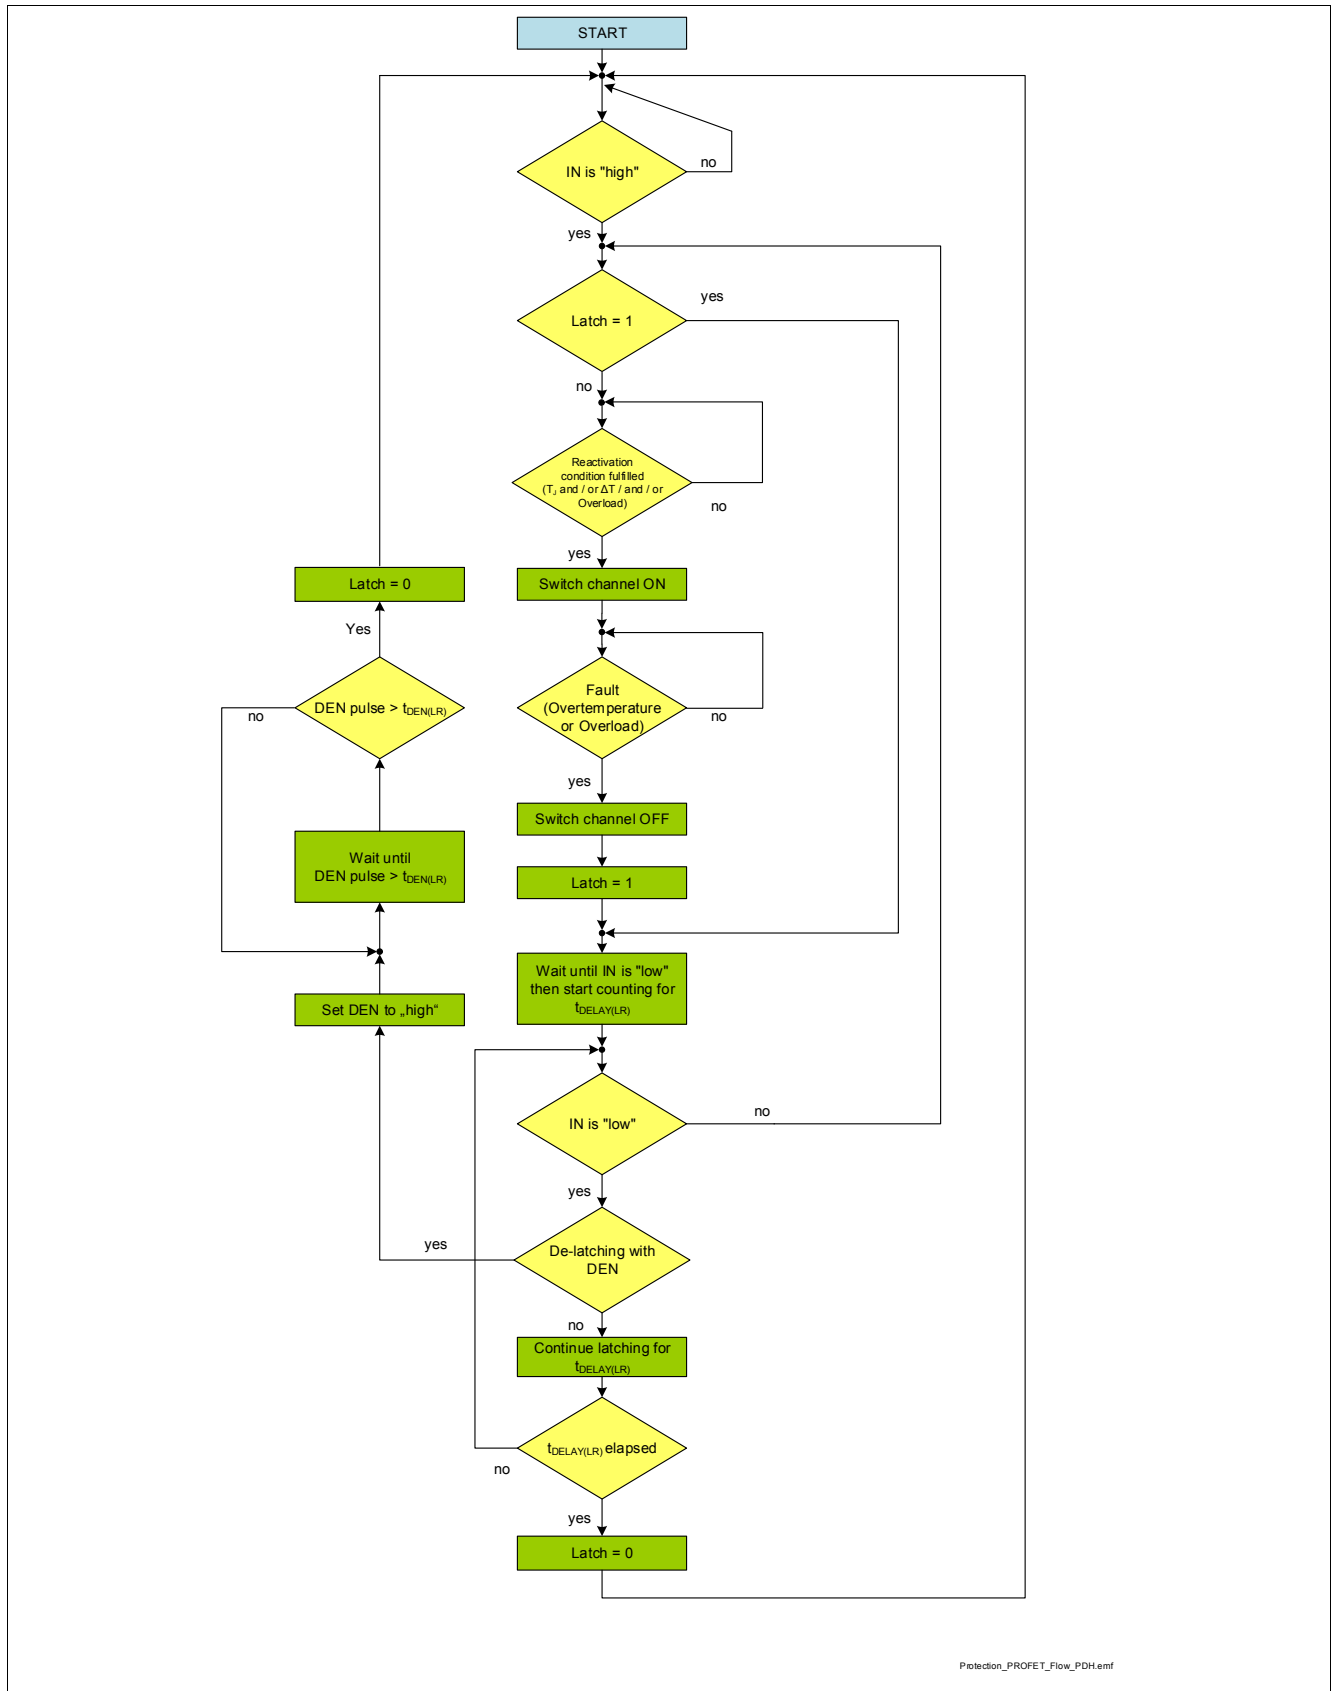 START
IN is "high"
no
yes
Latch = 1
yes
no
Reactivation
condition fulfilled
(TJ and / or ΔT / and / or
Overload)
no
yes
Switch channel ON
Fault
(Overtemperature
or Overload)
no
yes
Switch channel OFF
Latch = 1
Wait until IN is "low"
then start counting for
tDELAY(LR)
IN is "low"
no
yes
De-latching with
DEN
yes
no
Continue latching for
tDELAY(LR)
tDELAY(LR) elapsed
no
yes
Latch = 0
Latch = 0
Yes
DEN pulse > tDEN(LR)
no
Wait until
DEN pulse > tDEN(LR)
Set DEN to „high“
Protection_PROFET_Flow_PDH.emf